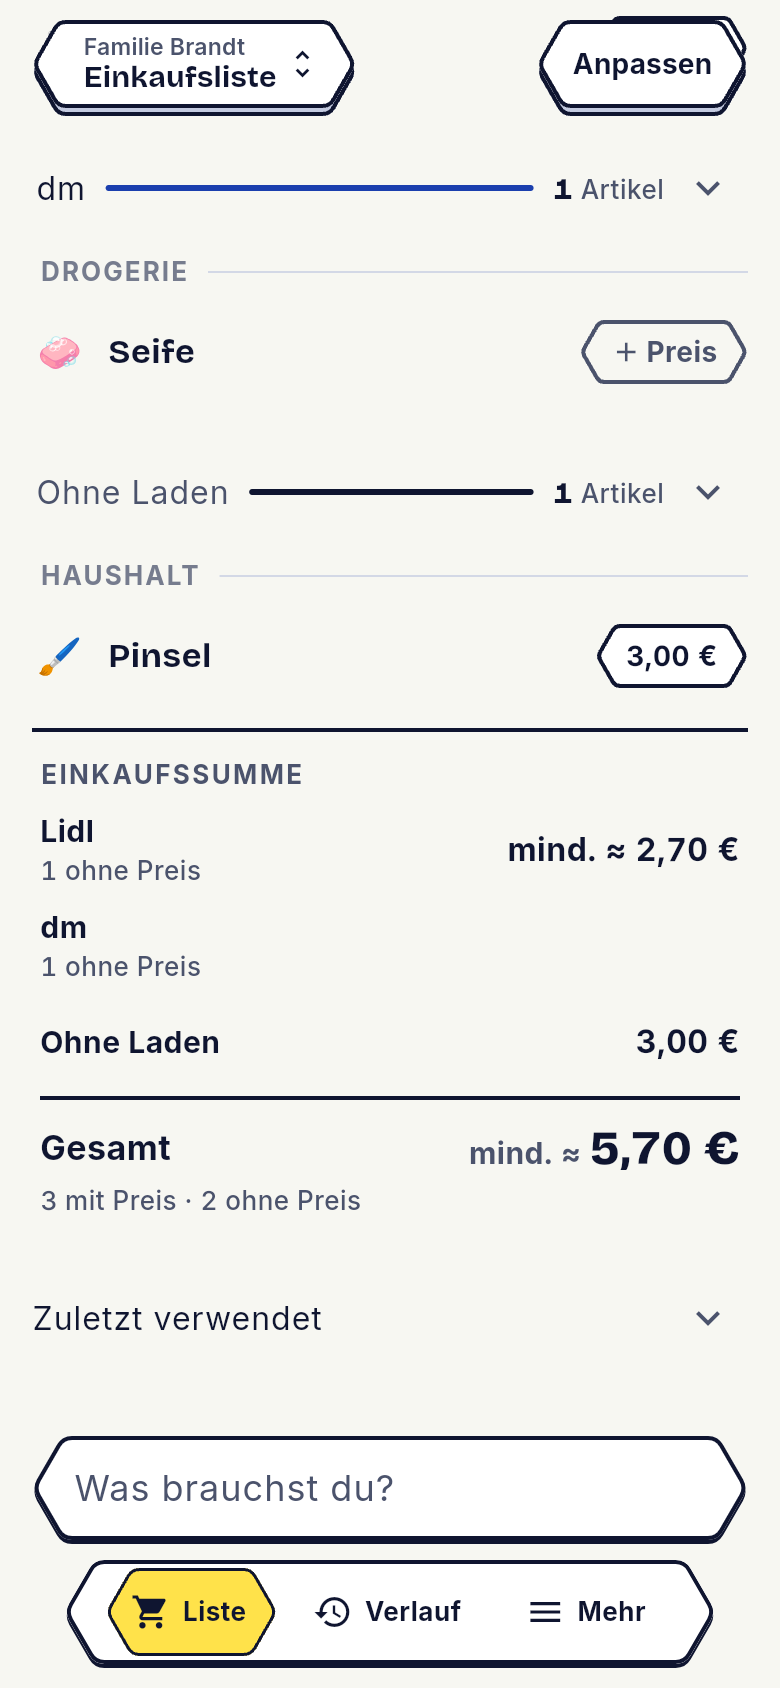 Familie Brandt
Einkaufsliste
Anpassen
dm 1 Artikel
DROGERIE
Seife + Preis
Ohne Laden 1 Artikel
HAUSHALT
Pinsel 3,00 €
EINKAUFSSUMME
Lidl
1 ohne Preis
mind. ≈ 2,70 €
dm
1 ohne Preis
Ohne Laden 3,00 €
Gesamt mind. ≈ 5,70 €
3 mit Preis · 2 ohne Preis
Zuletzt verwendet
Was brauchst du?
Liste Verlauf Mehr